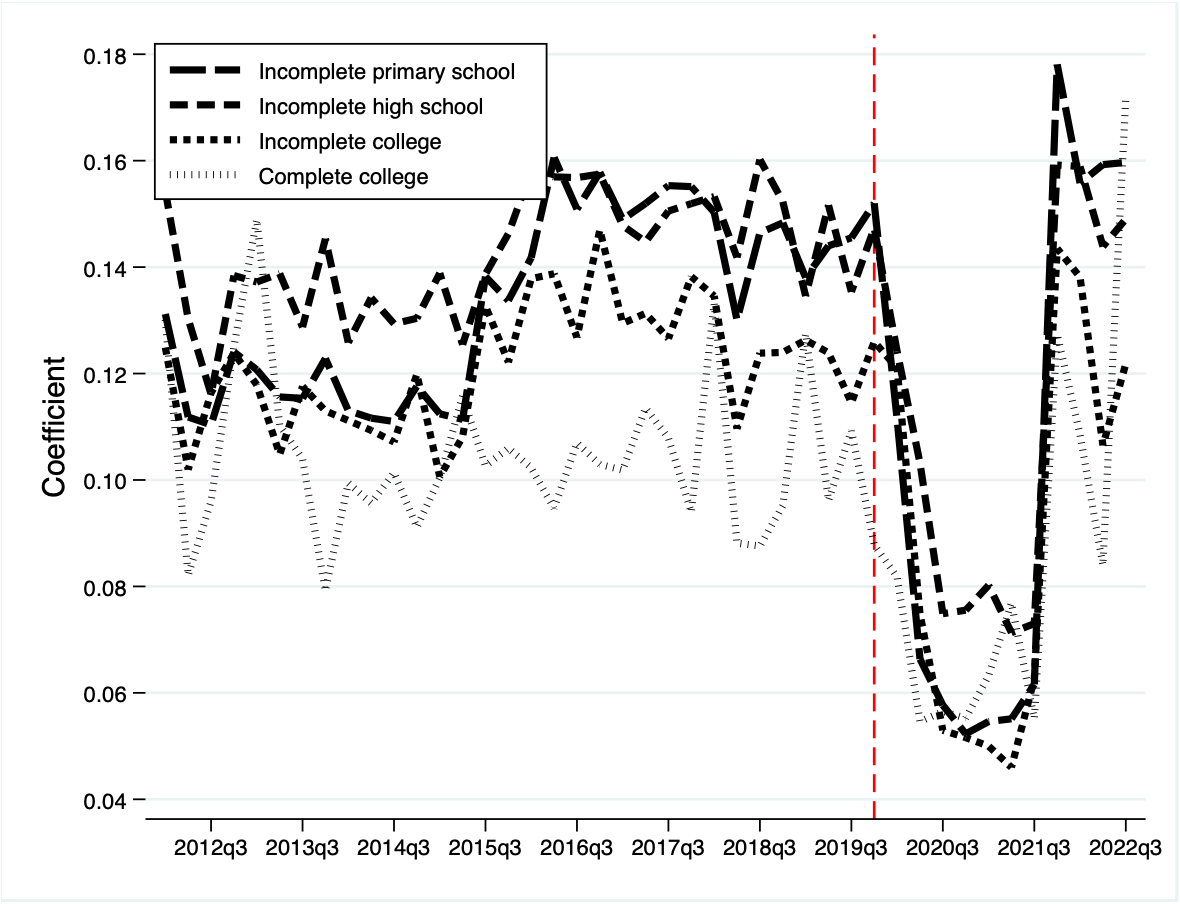 0.18
0.16
0.14
0.12
0.10
0.08
0.06
0.04
Coefficient
Incomplete primary school
Incomplete high school
Incomplete college
Complete college
2012q3 2013q3 2014q3 2015q3 2016q3 2017q3 2018q3 2019q3 2020q3 2021q3 2022q3